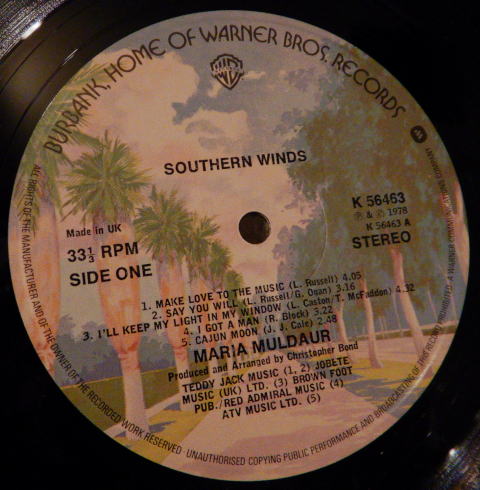 BURBANK, HOME OF WARNER BROS. RECORDS
SOUTHERN WINDS
Made in UK
33⅓ RPM
SIDE ONE
K 56463
℗ & © 1978
K 56463 A
STEREO
1. MAKE LOVE TO THE MUSIC (L. Russell) 4.05
2. SAY YOU WILL (L. Russell/G. Dnan) 3.16
3. I'LL KEEP MY LIGHT IN MY WINDOW (L. Caston/T. McFaddon) 4.32
4. I GOT A MAN (R. Block) 3.22
5. CAJUN MOON (J. J. Cale) 2.48
MARIA MULDAUR
Produced and Arranged by Christopher Bond
TEDDY JACK MUSIC (1, 2) JOBETE
MUSIC (UK) LTD. (3) BROWN FOOT
PUB./RED ADMIRAL MUSIC (4)
ATV MUSIC LTD. (5)
ALL RIGHTS OF THE MANUFACTURER AND OF THE OWNER OF THE RECORDED WORK RESERVED · UNAUTHORISED COPYING PUBLIC PERFORMANCE AND BROADCASTING OF THIS RECORD PROHIBITED · A WARNER COMMUNICATIONS COMPANY